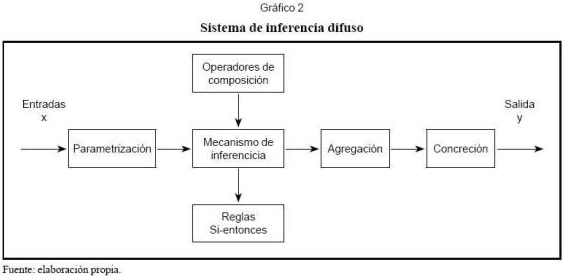 Gráfico 2
Sistema de inferencia difuso
Operadores de
composición
Entradas
x
Salida
y
Parametrización
Mecanismo de
inferencicia
Agregación
Concreción
Reglas
Si-entonces
Fuente: elaboración propia.